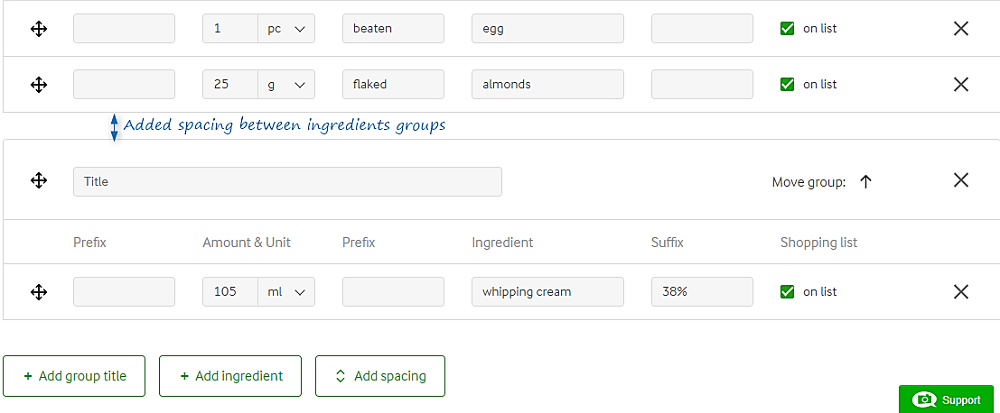 1 pc beaten egg on list
25 g flaked almonds on list
Added spacing between ingredients groups
Title Move group:
Prefix Amount & Unit Prefix Ingredient Suffix Shopping list
105 ml whipping cream 38% on list
+ Add group title + Add ingredient Add spacing
Support